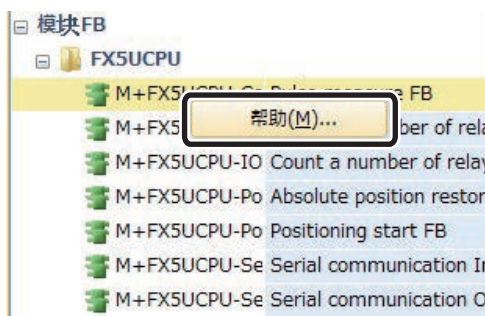 模块FB
FX5UCPU
M+FX5UCPU-Co Pulse measure FB
帮助(M)...
M+FX5 ber of rela
M+FX5UCPU-IO Count a number of relay
M+FX5UCPU-Po Absolute position restor
M+FX5UCPU-Po Positioning start FB
M+FX5UCPU-Se Serial communication In
M+FX5UCPU-Se Serial communication O